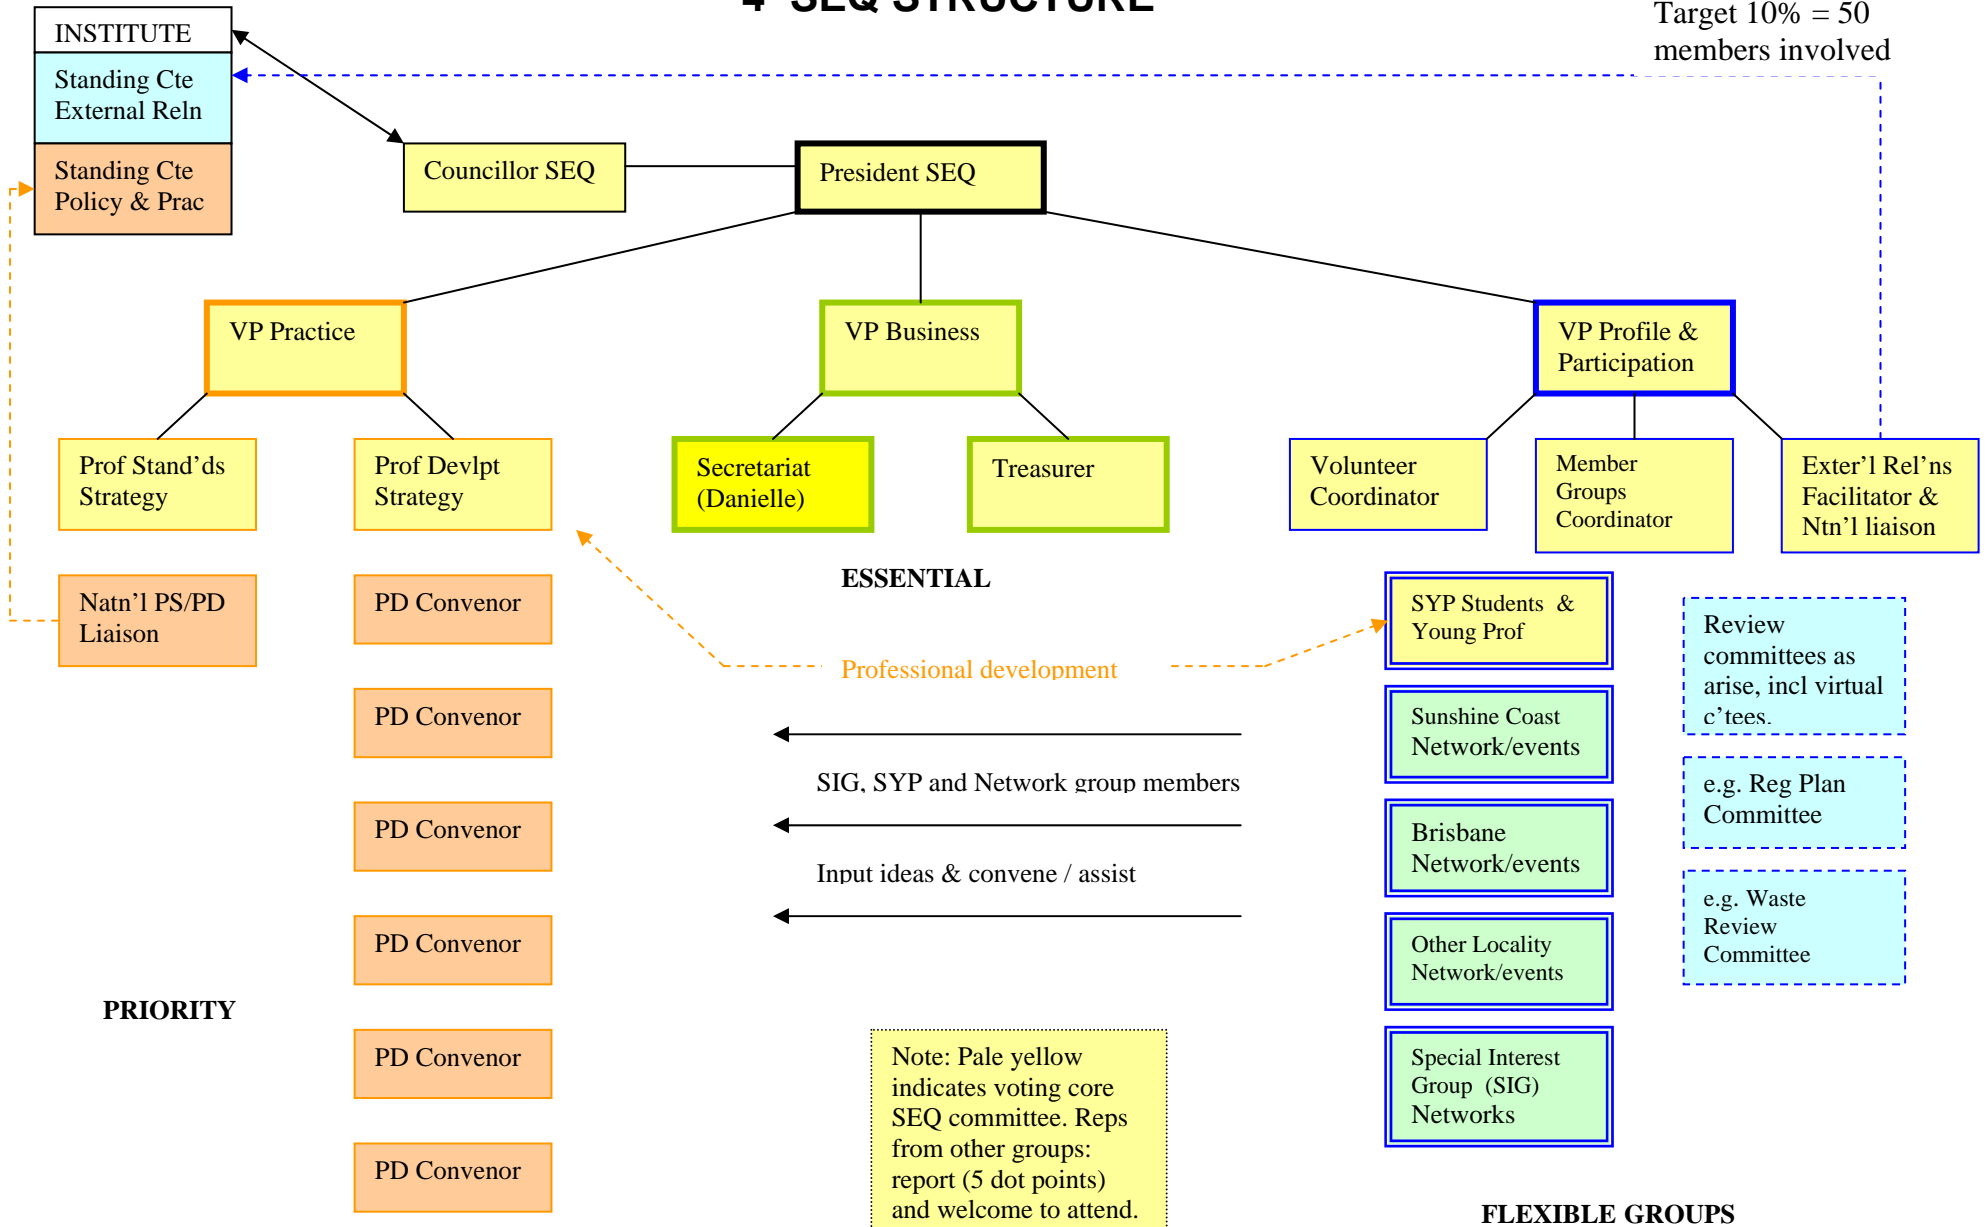 4 SEQ STRUCTURE
Target 10% = 50
members involved
INSTITUTE
Standing Cte
External Reln
Standing Cte
Policy & Prac
Councillor SEQ
President SEQ
VP Practice
VP Business
VP Profile &
Participation
Prof Stand’ds
Strategy
Prof Devlpt
Strategy
Secretariat
(Danielle)
Treasurer
Volunteer
Coordinator
Member
Groups
Coordinator
Exter’l Rel’ns
Facilitator &
Ntn’l liaison
ESSENTIAL
Natn’l PS/PD
Liaison
PD Convenor
PD Convenor
PD Convenor
PD Convenor
PD Convenor
PD Convenor
PRIORITY
Professional development
SIG, SYP and Network group members
Input ideas & convene / assist
Note: Pale yellow
indicates voting core
SEQ committee. Reps
from other groups:
report (5 dot points)
and welcome to attend.
SYP Students &
Young Prof
Sunshine Coast
Network/events
Brisbane
Network/events
Other Locality
Network/events
Special Interest
Group (SIG)
Networks
Review
committees as
arise, incl virtual
c’tees.
e.g. Reg Plan
Committee
e.g. Waste
Review
Committee
FLEXIBLE GROUPS